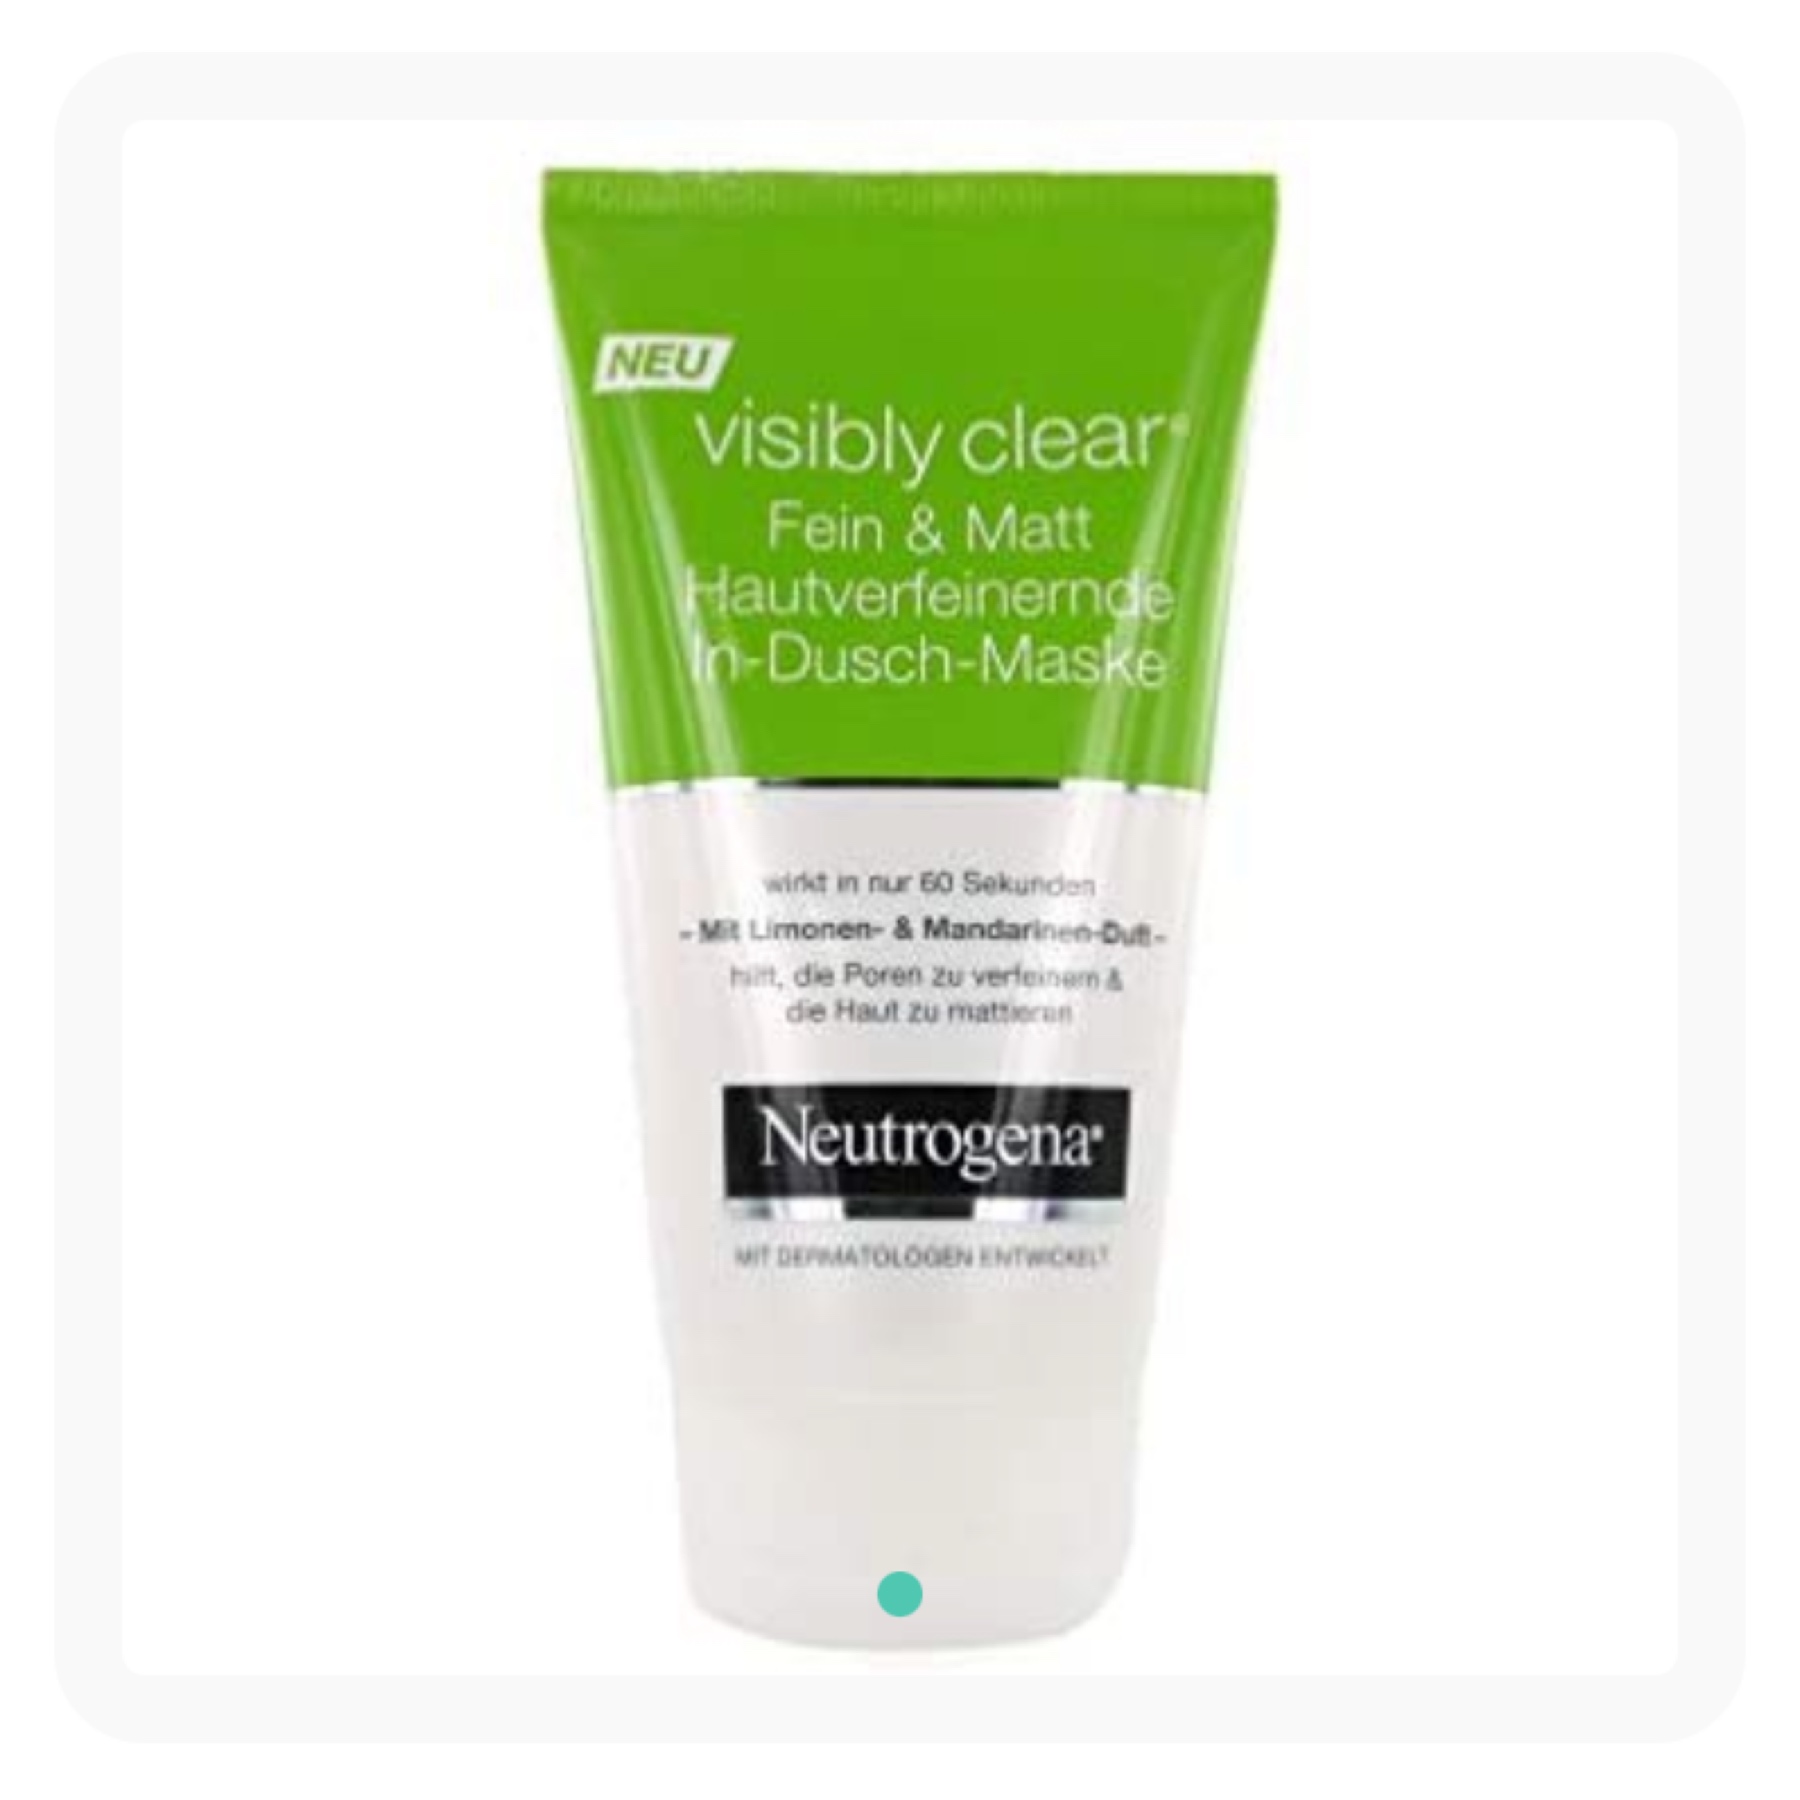 NEU
visibly clear®
Fein & Matt
Hautverfeinernde
In-Dusch-Maske
wirkt in nur 60 Sekunden
- Mit Limonen- & Mandarinen-Duft -
hilft, die Poren zu verfeinern &
die Haut zu mattieren
Neutrogena®
MIT DERMATOLOGEN ENTWICKELT